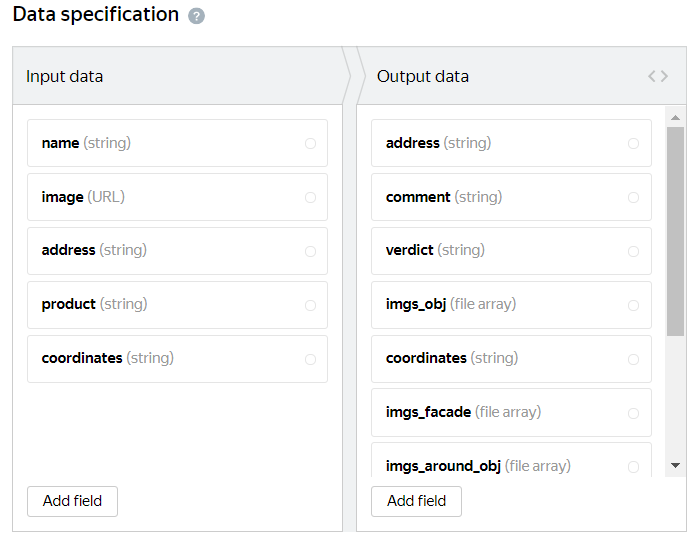 Data specification ?
Input data
name (string)
image (URL)
address (string)
product (string)
coordinates (string)
Add field
Output data <>
address (string)
comment (string)
verdict (string)
imgs_obj (file array)
coordinates (string)
imgs_facade (file array)
imgs_around_obj (file array)
Add field